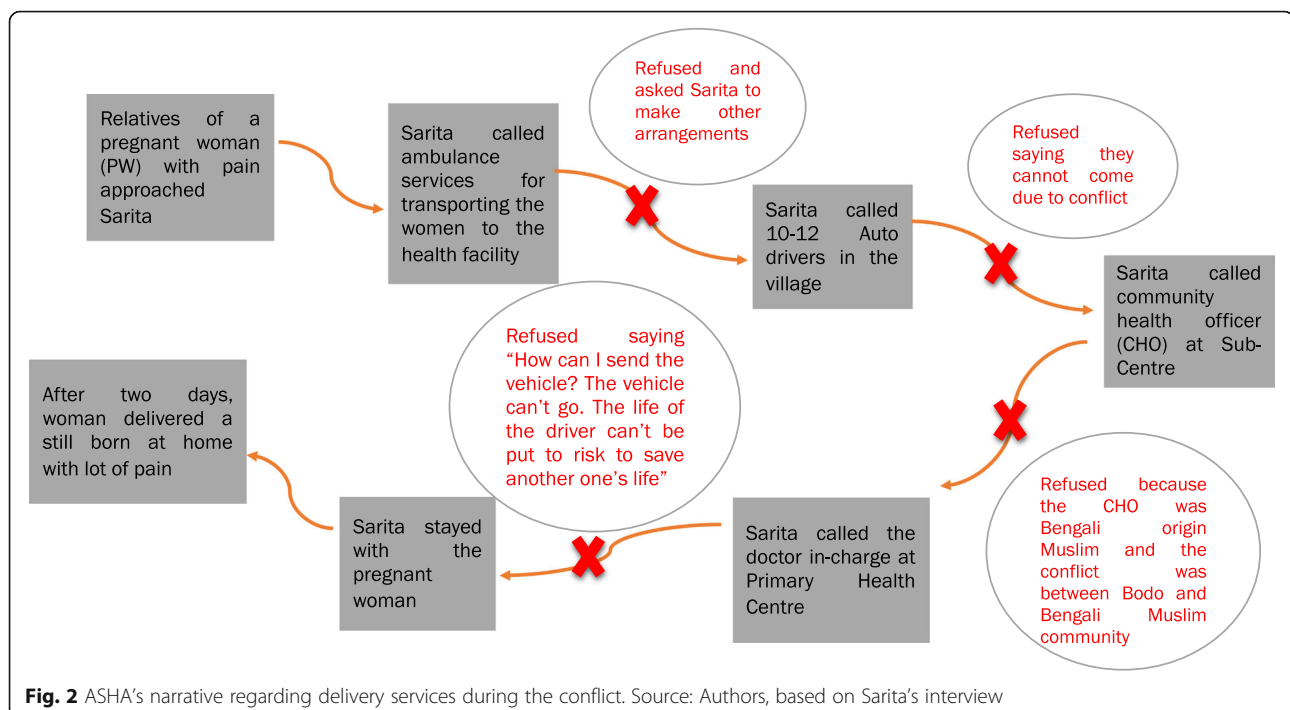 Relatives of a
pregnant woman
(PW) with pain
approached
Sarita
Sarita called
ambulance
services for
transporting the
women to the
health facility
Refused and
asked Sarita to
make other
arrangements
Sarita called
10-12 Auto
drivers in the
village
Refused
saying they
cannot come
due to conflict
Sarita called
community
health officer
(CHO) at Sub-
Centre
Refused because
the CHO was
Bengali origin
Muslim and the
conflict was
between Bodo and
Bengali Muslim
community
Sarita called the
doctor in-charge at
Primary Health
Centre
Refused saying
“How can I send the
vehicle? The vehicle
can’t go. The life of
the driver can’t be
put to risk to save
another one’s life”
Sarita stayed
with the
pregnant
woman
After two days,
woman delivered a
still born at home
with lot of pain
Fig. 2 ASHA’s narrative regarding delivery services during the conflict. Source: Authors, based on Sarita’s interview